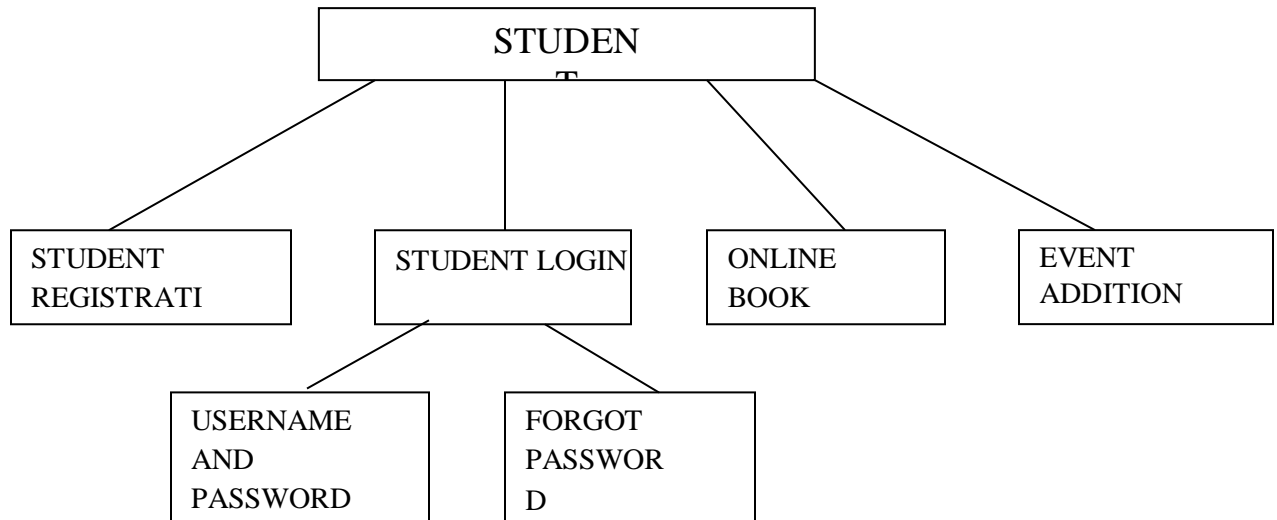 STUDEN
T
STUDENT
REGISTRATI
STUDENT LOGIN
ONLINE
BOOK
EVENT
ADDITION
USERNAME
AND
PASSWORD
FORGOT
PASSWOR
D